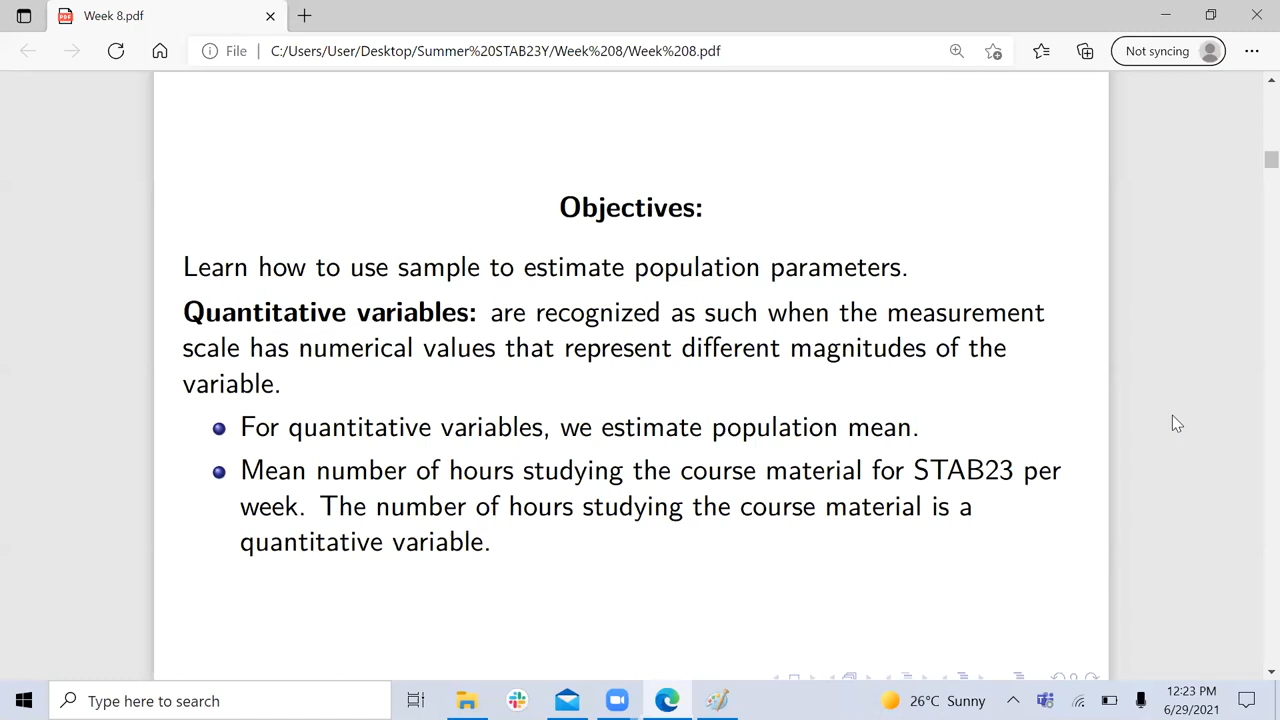 Week 8.pdf
File
C:/Users/User/Desktop/Summer%20STAB23Y/Week%208/Week%208.pdf
Not syncing
Objectives:
Learn how to use sample to estimate population parameters.
Quantitative variables: are recognized as such when the measurement
scale has numerical values that represent different magnitudes of the
variable.
For quantitative variables, we estimate population mean.
Mean number of hours studying the course material for STAB23 per
week. The number of hours studying the course material is a
quantitative variable.
Type here to search
26°C Sunny
12:23 PM
6/29/2021